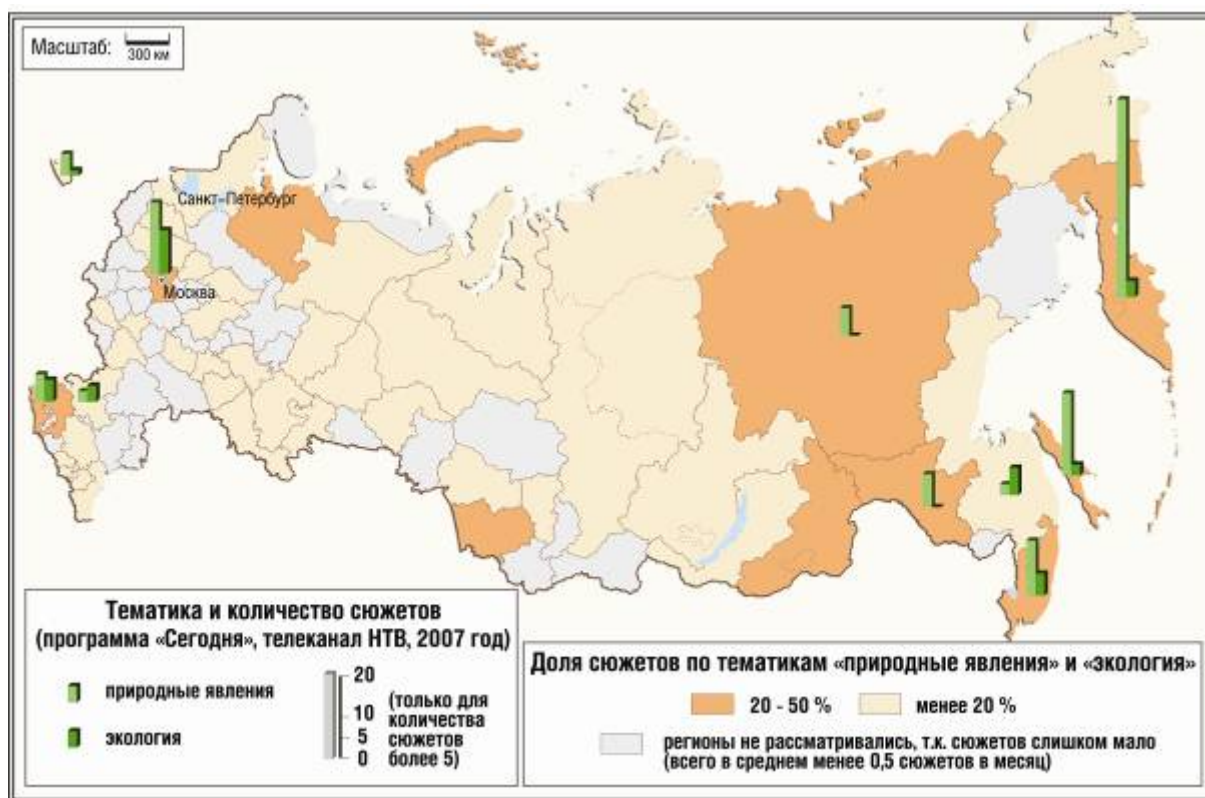 Масштаб:
300 км
Санкт-Петербург
Москва
Тематика и количество сюжетов
(программа «Сегодня», телеканал НТВ, 2007 год)
природные явления
экология
20
10
5
0
(только для
количества
сюжетов
более 5)
Доля сюжетов по тематикам «природные явления» и «экология»
20 - 50 %
менее 20 %
регионы не рассматривались, т.к. сюжетов слишком мало
(всего в среднем менее 0,5 сюжетов в месяц)